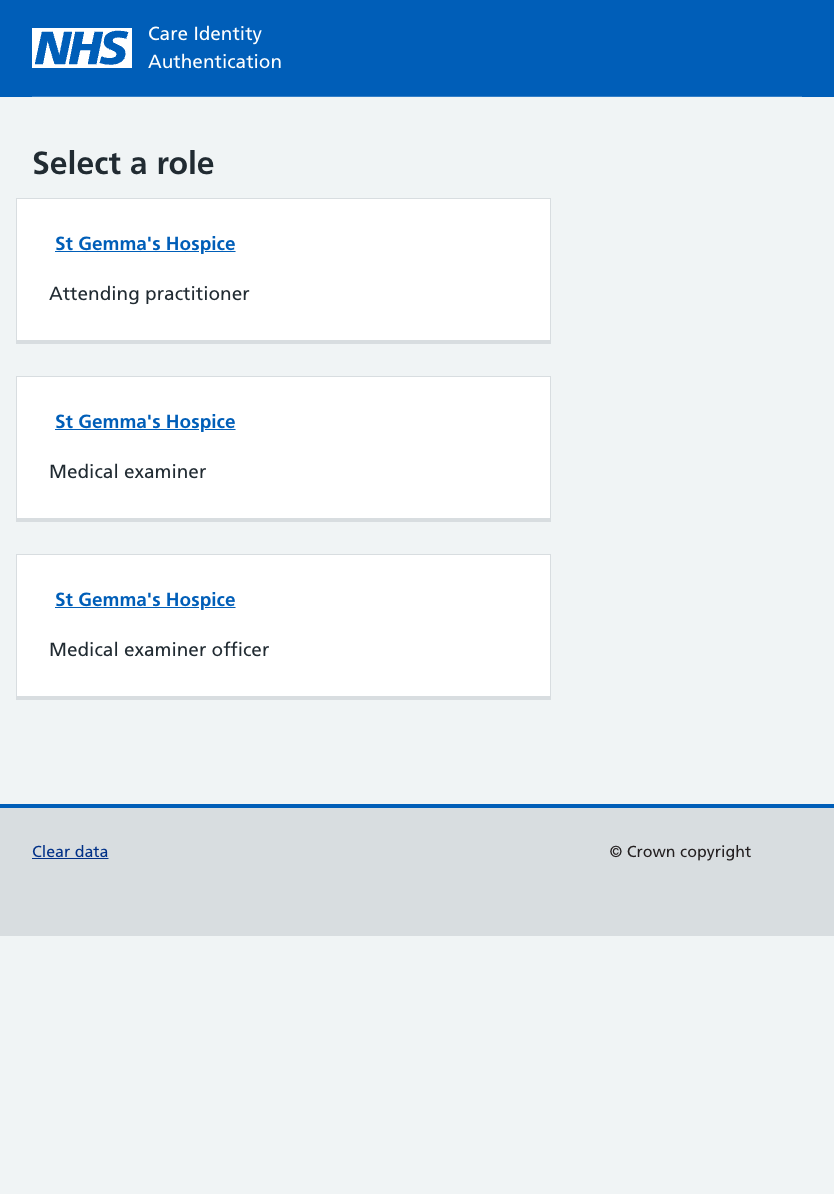 NHS
Care Identity
Authentication
Select a role
St Gemma's Hospice
Attending practitioner
St Gemma's Hospice
Medical examiner
St Gemma's Hospice
Medical examiner officer
Clear data
© Crown copyright